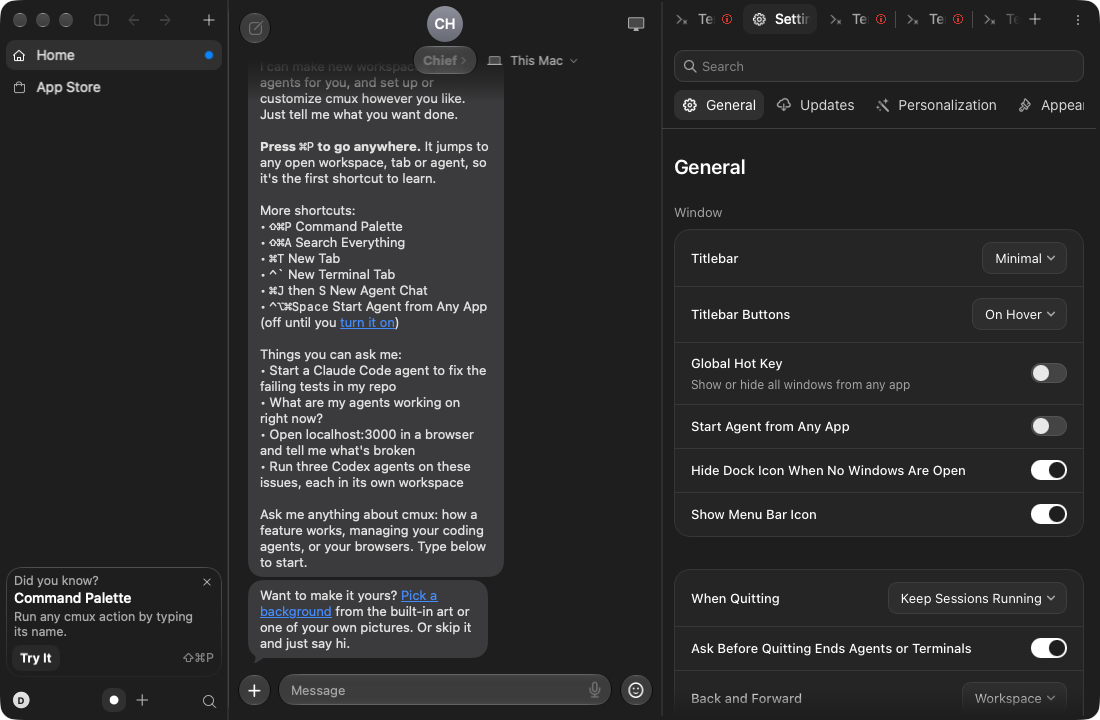 Home
App Store
Did you know?
Command Palette
Run any cmux action by typing
its name.
Try It
⇧⌘P
D
CH
Chief
This Mac
I can make new workspac
agents for you, and set up or
customize cmux however you like.
Just tell me what you want done.
Press ⌘P to go anywhere. It jumps to
any open workspace, tab or agent, so
it's the first shortcut to learn.
More shortcuts:
• ⇧⌘P Command Palette
• ⇧⌘A Search Everything
• ⌘T New Tab
• ^` New Terminal Tab
• ⌘J then S New Agent Chat
• ^⌥⌘Space Start Agent from Any App
(off until you turn it on)
Things you can ask me:
• Start a Claude Code agent to fix the
failing tests in my repo
• What are my agents working on
right now?
• Open localhost:3000 in a browser
and tell me what's broken
• Run three Codex agents on these
issues, each in its own workspace
Ask me anything about cmux: how a
feature works, managing your coding
agents, or your browsers. Type below
to start.
Want to make it yours? Pick a
background from the built-in art or
one of your own pictures. Or skip it
and just say hi.
Message
Te
Settin
Te
Te
Te
Search
General
Updates
Personalization
Appear
General
Window
Titlebar
Minimal
Titlebar Buttons
On Hover
Global Hot Key
Show or hide all windows from any app
Start Agent from Any App
Hide Dock Icon When No Windows Are Open
Show Menu Bar Icon
When Quitting
Keep Sessions Running
Ask Before Quitting Ends Agents or Terminals
Back and Forward
Workspace